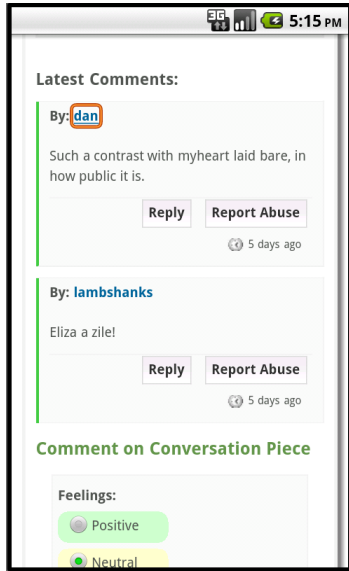 3G 5:15 PM
Latest Comments:
By: dan
Such a contrast with myheart laid bare, in
how public it is.
Reply Report Abuse
5 days ago
By: lambshanks
Eliza a zile!
Reply Report Abuse
5 days ago
Comment on Conversation Piece
Feelings:
Positive
Neutral